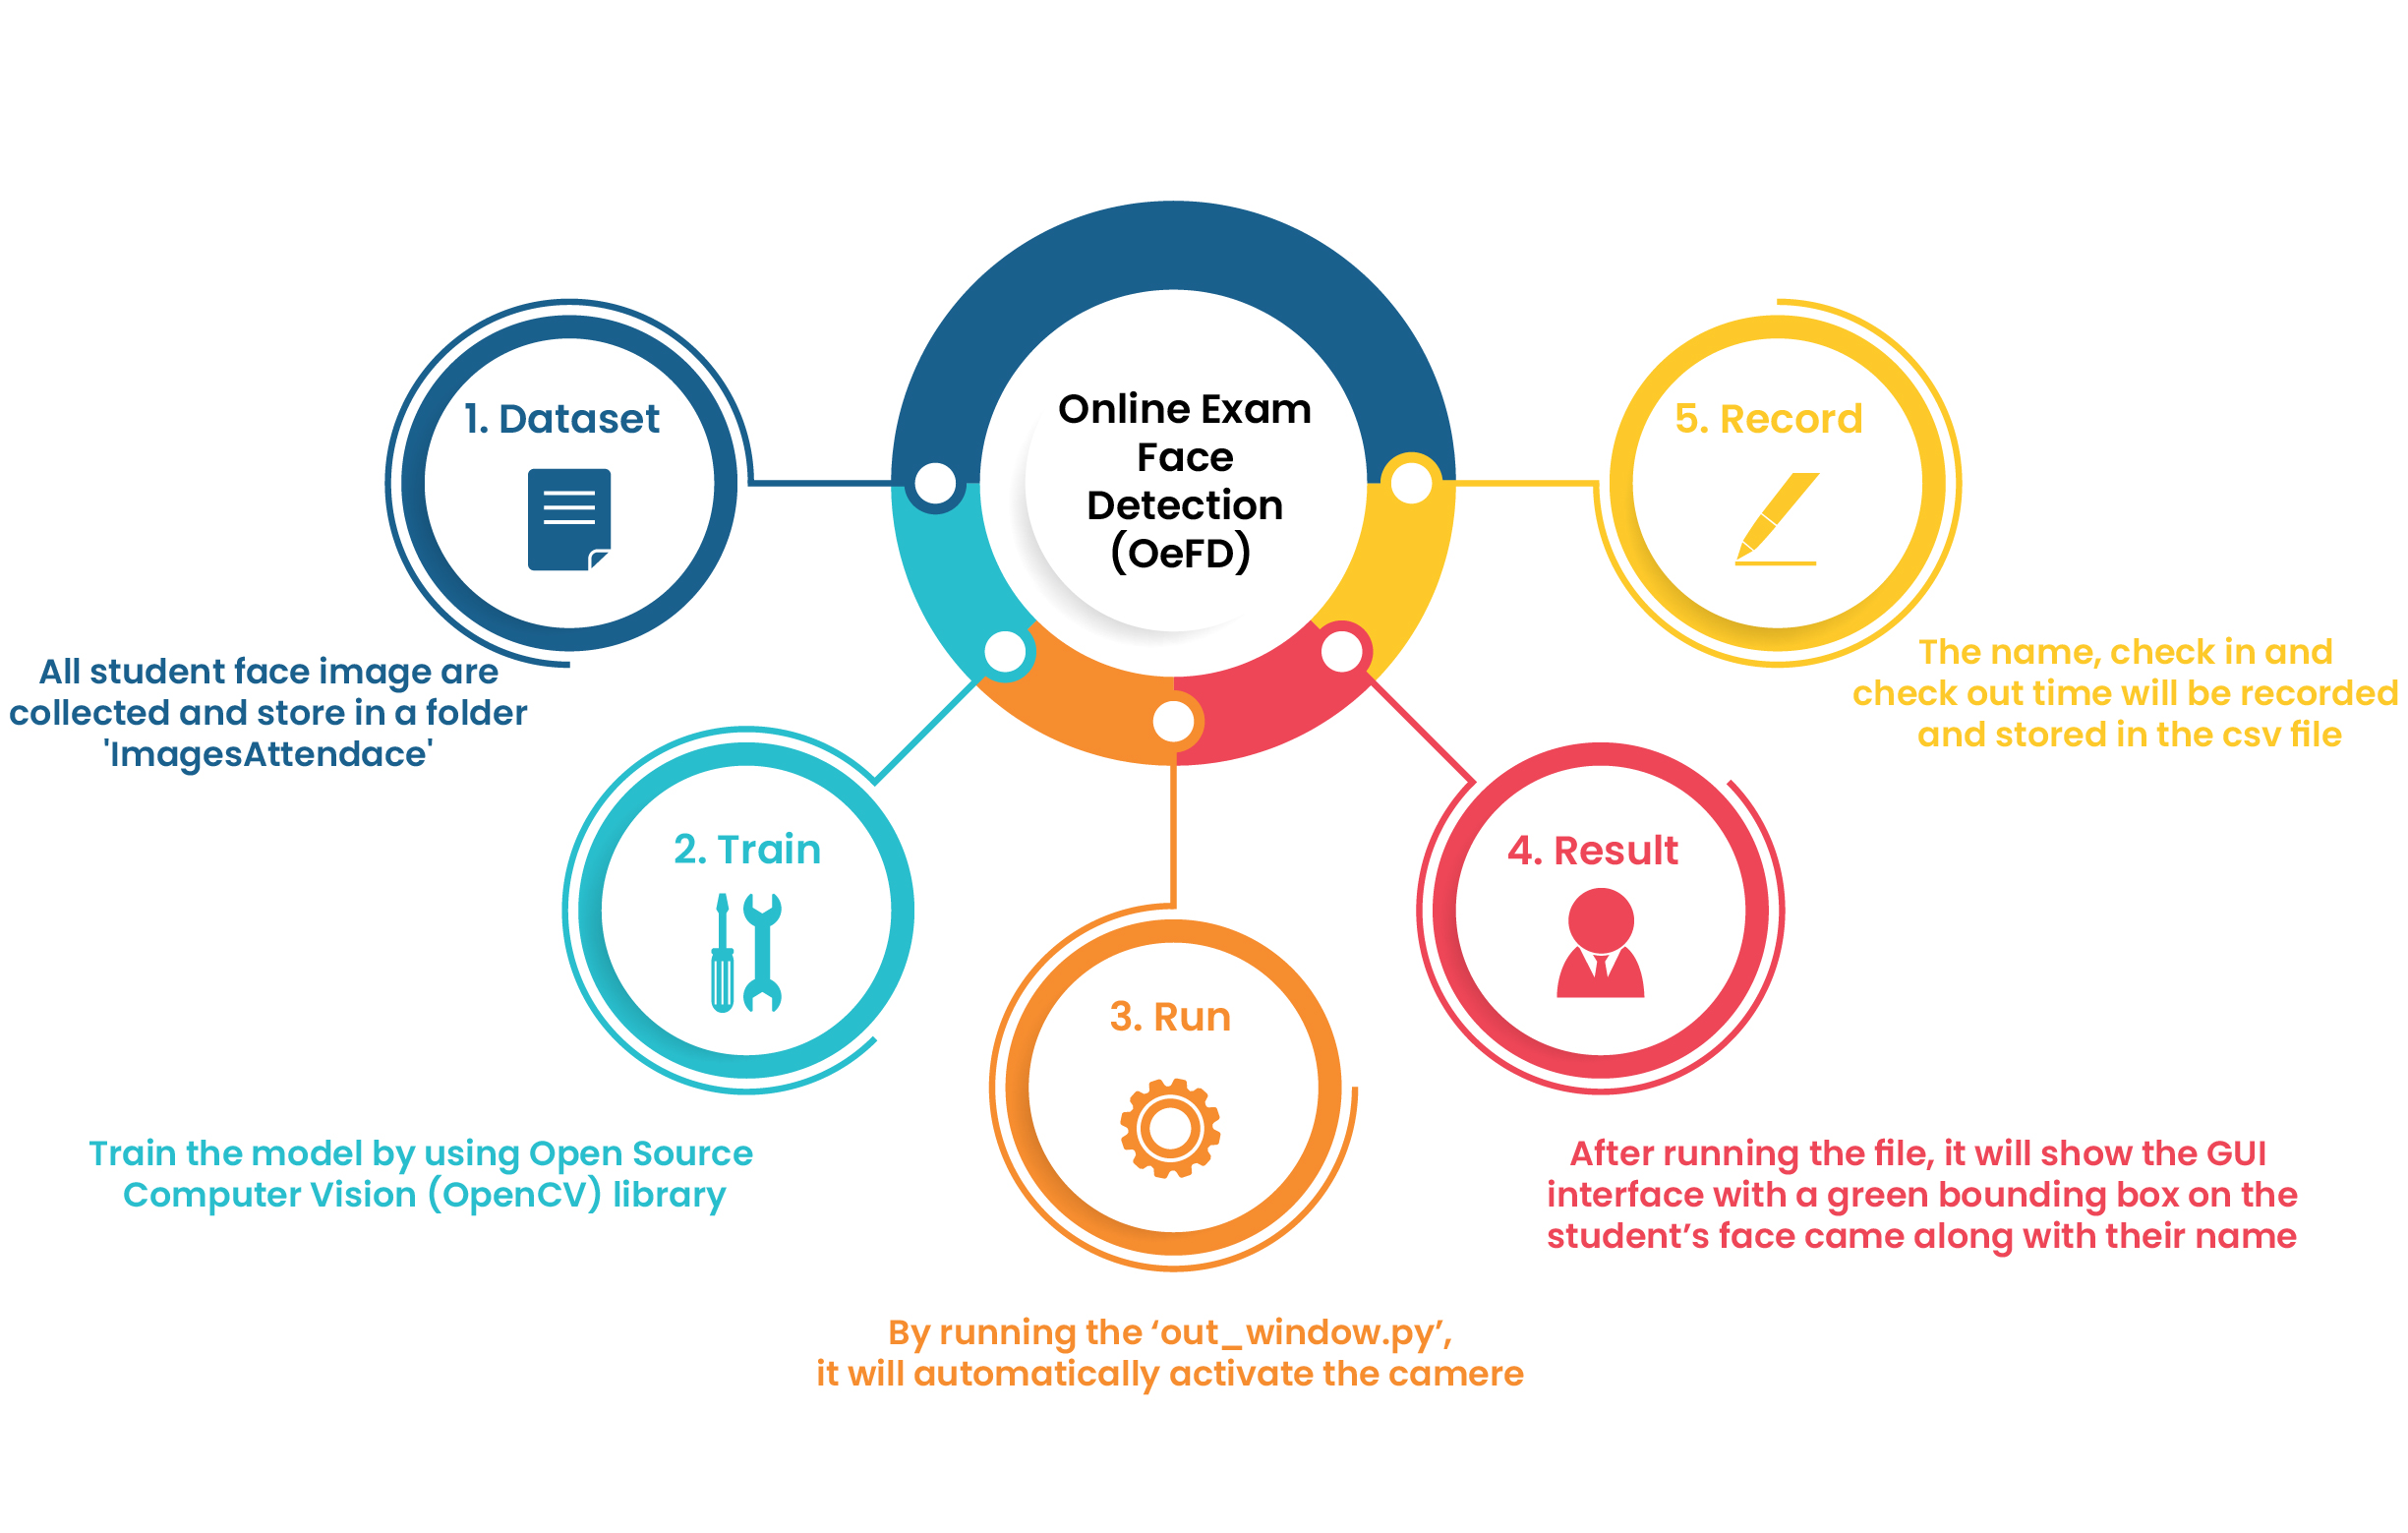 Online Exam
Face
Detection
(OeFD)
1. Dataset
All student face image are
collected and store in a folder
'ImagesAttendace'
2. Train
Train the model by using Open Source
Computer Vision (OpenCV) library
3. Run
By running the ‘out_window.py’,
it will automatically activate the camere
4. Result
After running the file, it will show the GUI
interface with a green bounding box on the
student’s face came along with their name
5. Record
The name, check in and
check out time will be recorded
and stored in the csv file